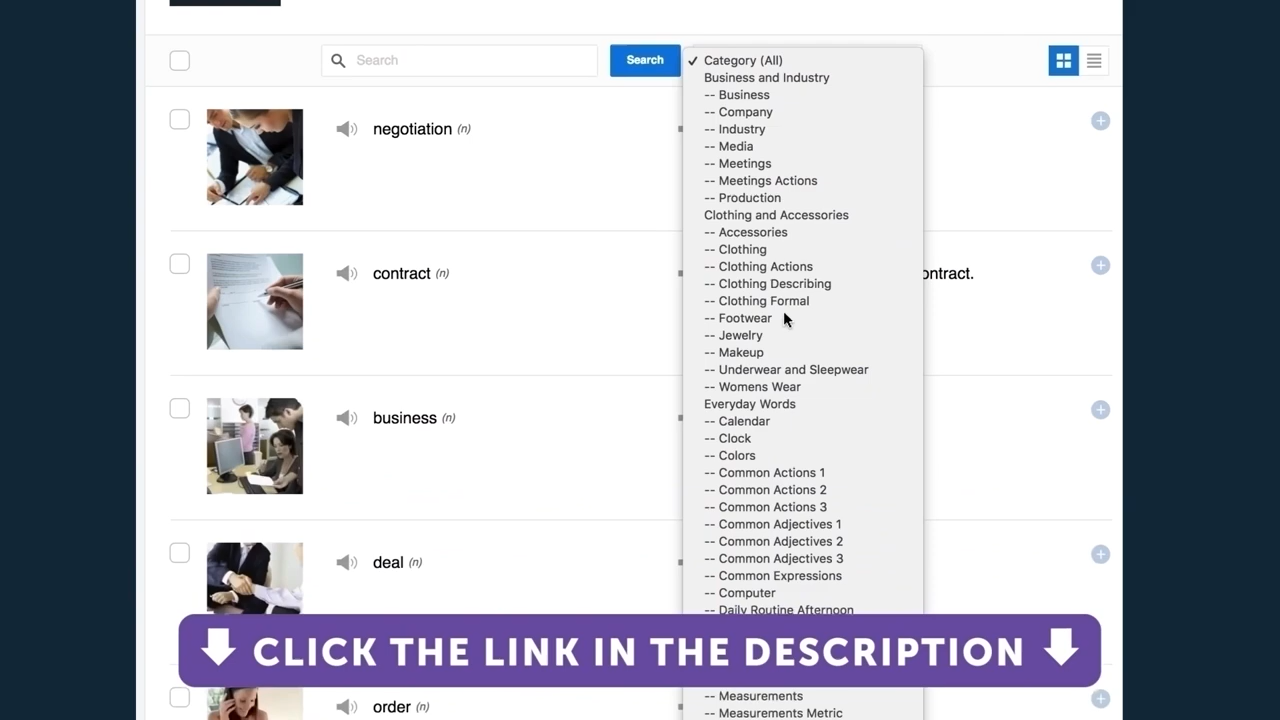 Search
Search
✓ Category (All)
Business and Industry
-- Business
-- Company
-- Industry
-- Media
-- Meetings
-- Meetings Actions
-- Production
Clothing and Accessories
-- Accessories
-- Clothing
-- Clothing Actions
-- Clothing Describing
-- Clothing Formal
-- Footwear
-- Jewelry
-- Makeup
-- Underwear and Sleepwear
-- Womens Wear
Everyday Words
-- Calendar
-- Clock
-- Colors
-- Common Actions 1
-- Common Actions 2
-- Common Actions 3
-- Common Adjectives 1
-- Common Adjectives 2
-- Common Adjectives 3
-- Common Expressions
-- Computer
-- Daily Routine Afternoon
-- Measurements
-- Measurements Metric
negotiation (n)
contract (n)
ontract.
business (n)
deal (n)
order (n)
CLICK THE LINK IN THE DESCRIPTION